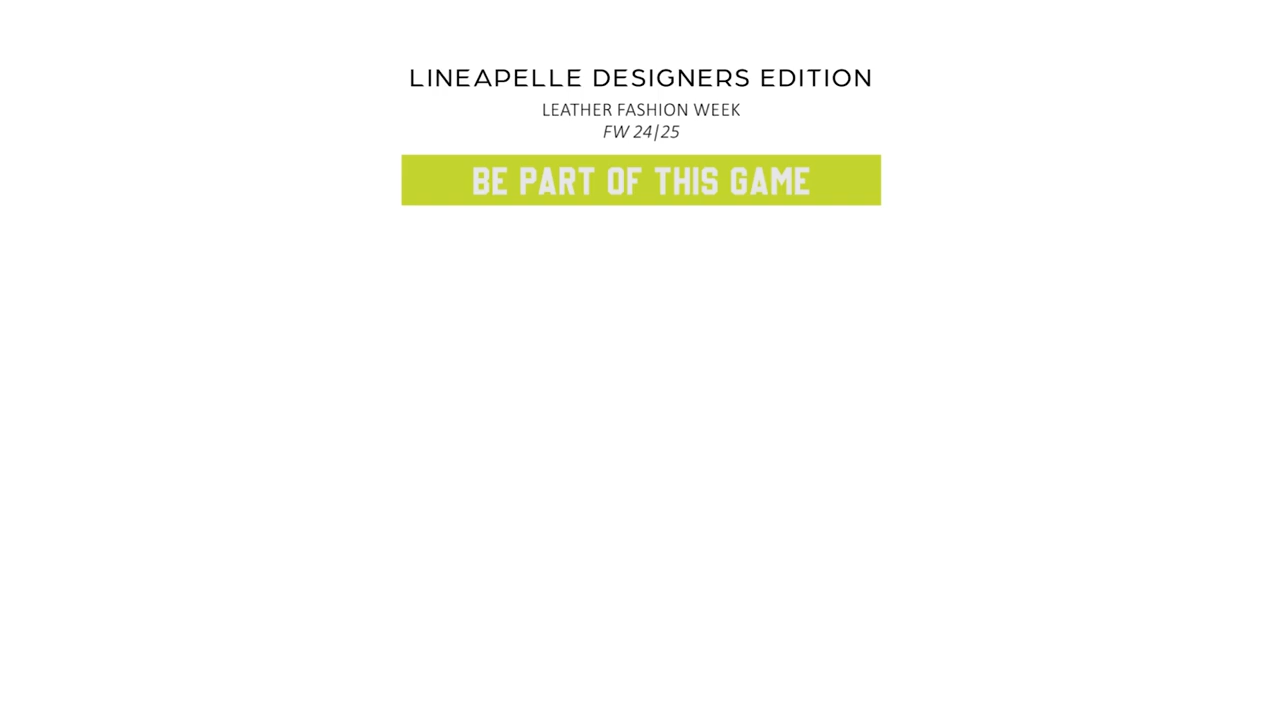 LINEAPELLE DESIGNERS EDITION
LEATHER FASHION WEEK
FW 24|25
BE PART OF THIS GAME